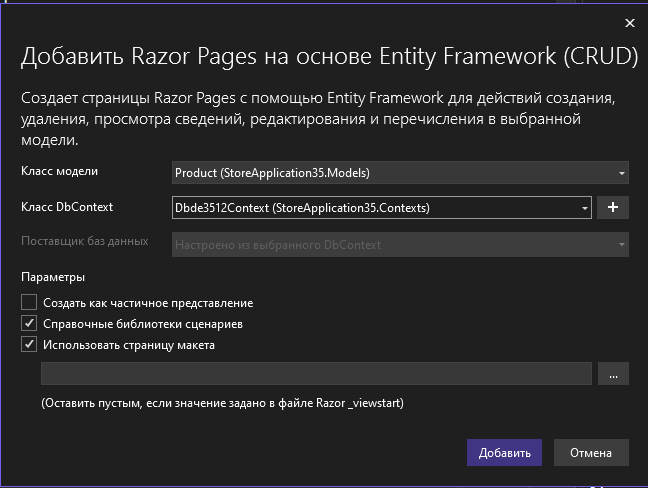 Добавить Razor Pages на основе Entity Framework (CRUD)
Создает страницы Razor Pages с помощью Entity Framework для действий создания,
удаления, просмотра сведений, редактирования и перечисления в выбранной
модели.
Класс модели
Product (StoreApplication35.Models)
Класс DbContext
Dbde3512Context (StoreApplication35.Contexts)
Поставщик баз данных
Настроено из выбранного DbContext
Параметры
Создать как частичное представление
Справочные библиотеки сценариев
Использовать страницу макета
...
(Оставить пустым, если значение задано в файле Razor _viewstart)
Добавить
Отмена